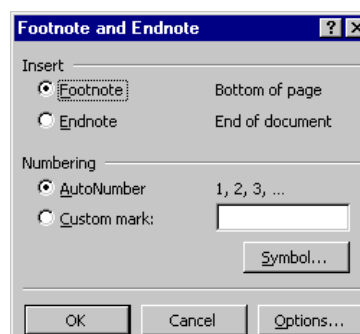 Footnote and Endnote
Insert
Footnote Bottom of page
Endnote End of document
Numbering
AutoNumber 1, 2, 3, ...
Custom mark:
Symbol...
OK Cancel Options...